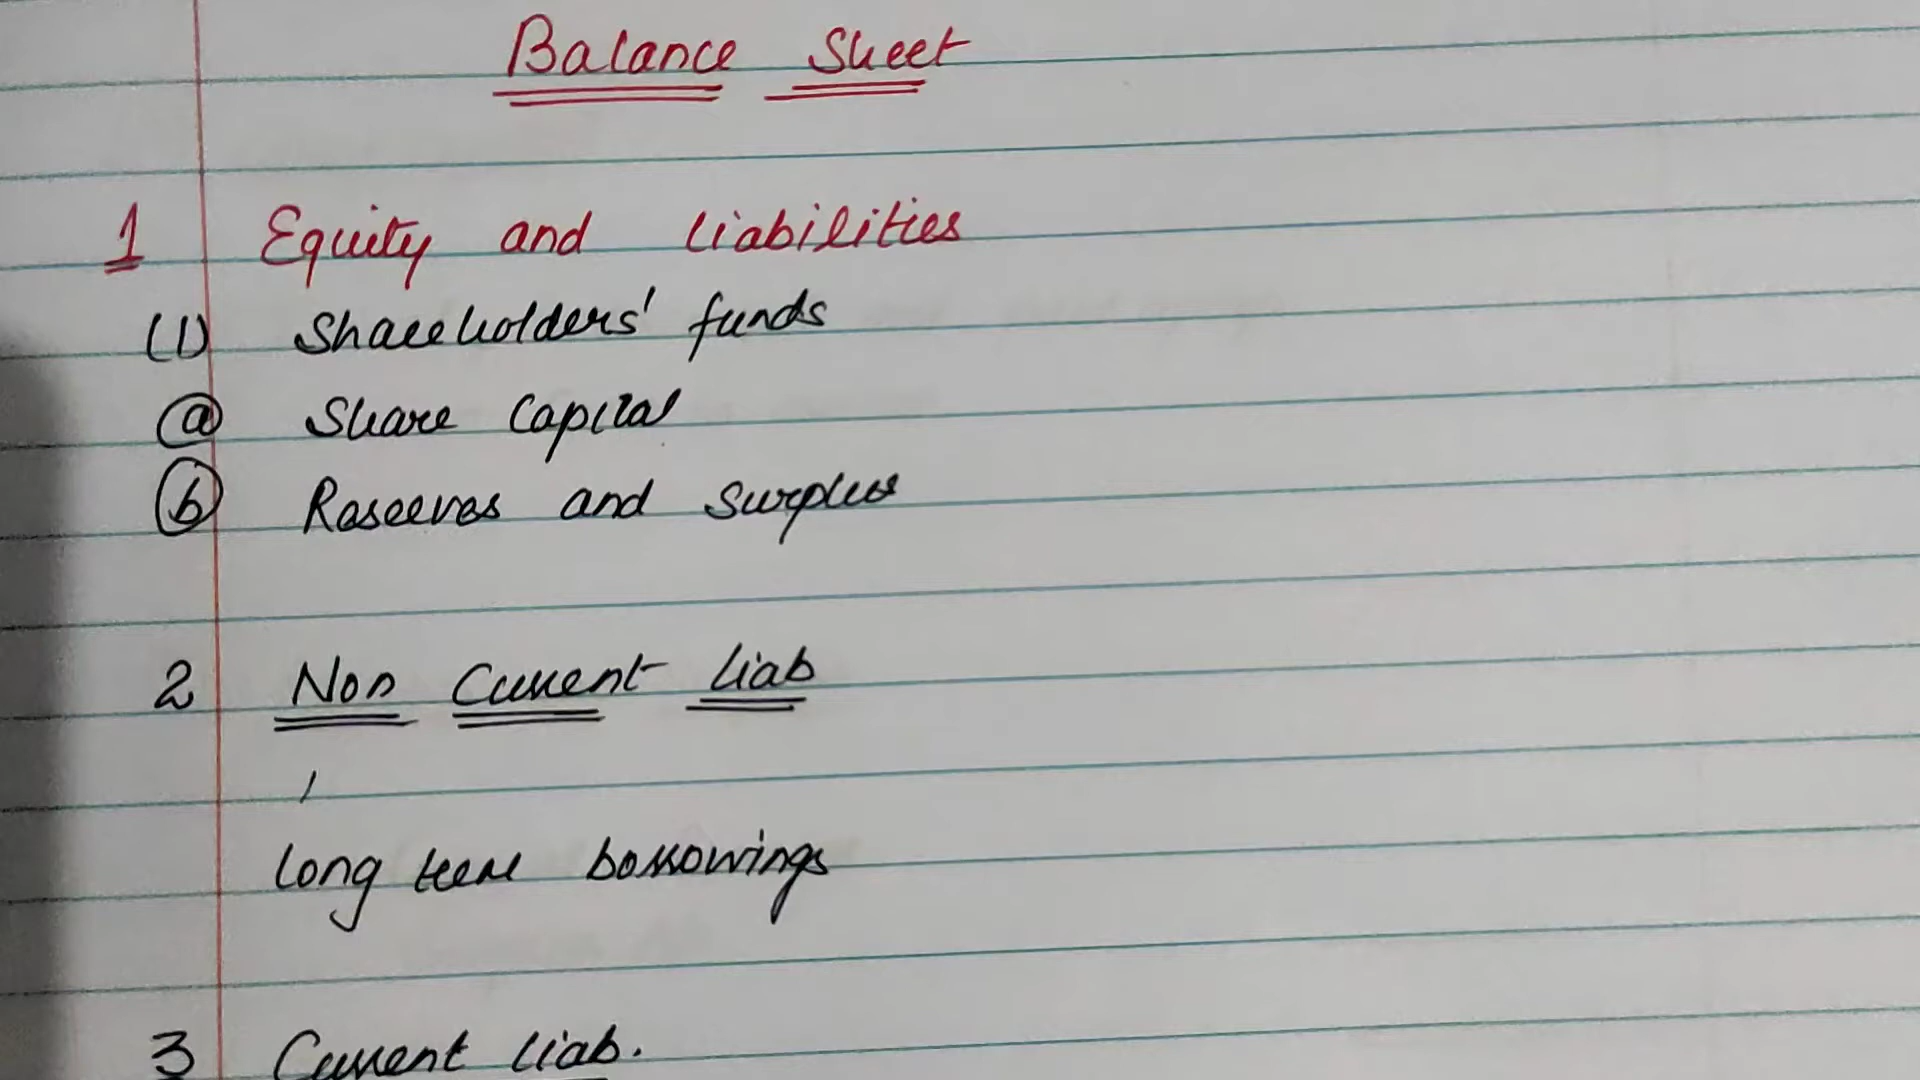 Balance Sheet
1 Equity and liabilities
(1) Shareholders' funds
(a) Share Capital
(b) Reserves and Surplus
2 Non Current liab
long term borrowings
3 Current liab.